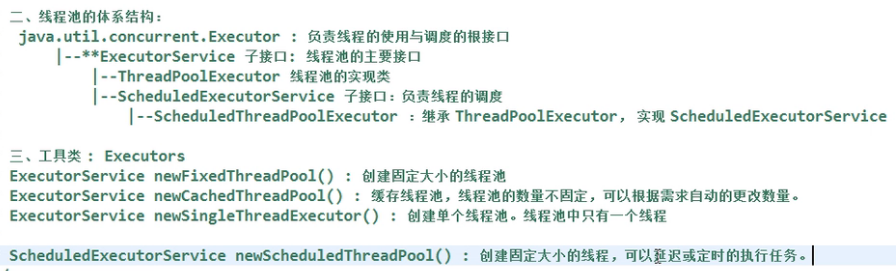 二、线程池的体系结构:
java.util.concurrent.Executor : 负责线程的使用与调度的根接口
|--**ExecutorService 子接口: 线程池的主要接口
|--ThreadPoolExecutor 线程池的实现类
|--ScheduledExecutorService 子接口:负责线程的调度
|--ScheduledThreadPoolExecutor :继承 ThreadPoolExecutor, 实现 ScheduledExecutorService
三、工具类 : Executors
ExecutorService newFixedThreadPool() : 创建固定大小的线程池
ExecutorService newCachedThreadPool() : 缓存线程池,线程池的数量不固定,可以根据需求自动的更改数量。
ExecutorService newSingleThreadExecutor() : 创建单个线程池。线程池中只有一个线程
ScheduledExecutorService newScheduledThreadPool() : 创建固定大小的线程,可以延迟或定时的执行任务。